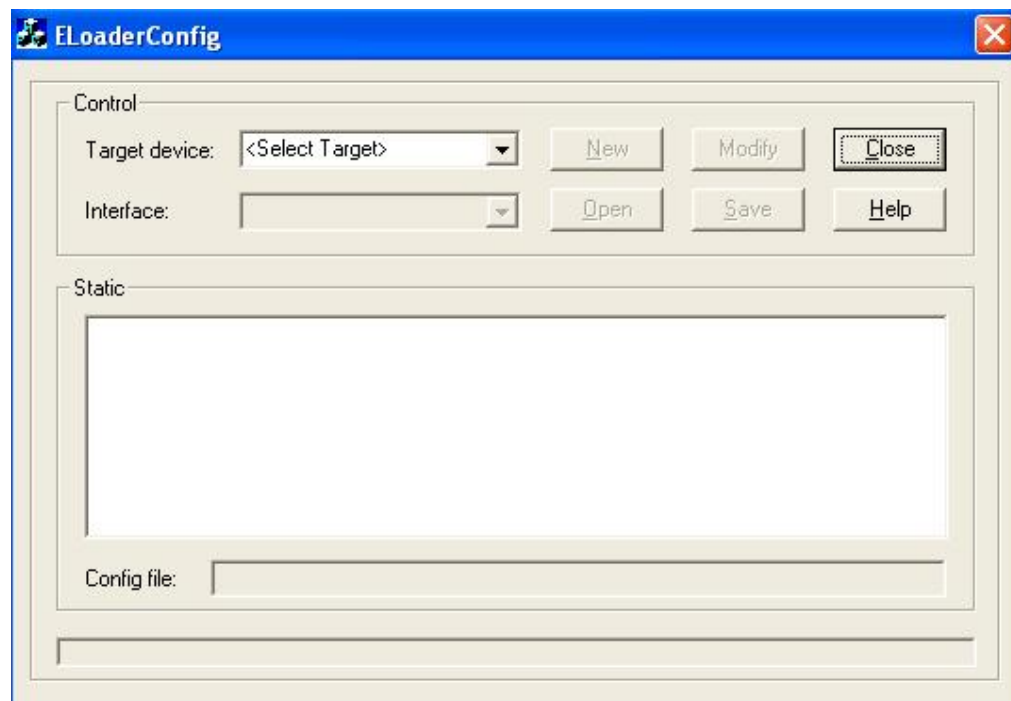 ELoaderConfig
Control
Target device: <Select Target> New Modify Close
Interface: Open Save Help
Static
Config file: